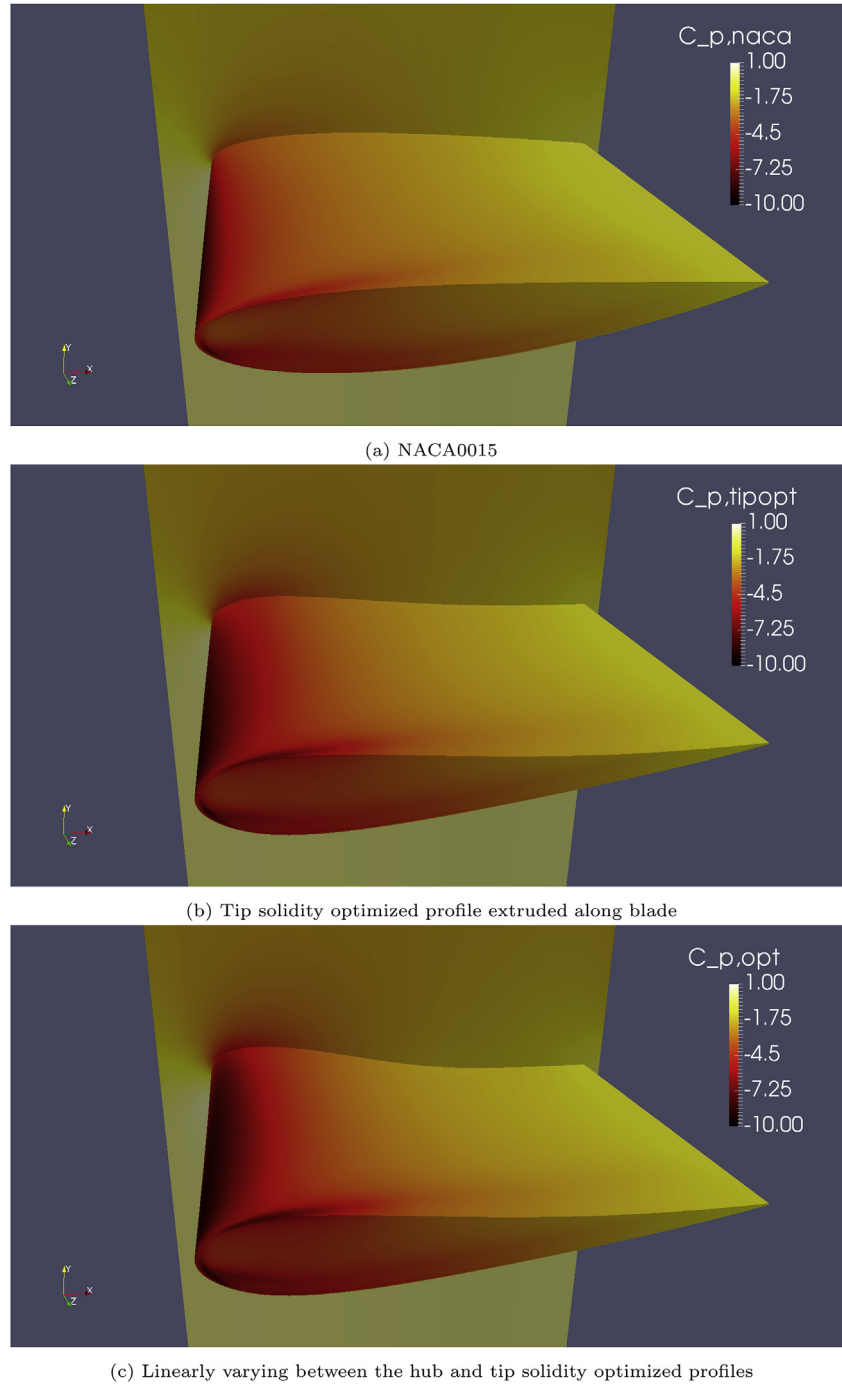 C_p,naca
1.00
-1.75
-4.5
-7.25
-10.00
Y
X
Z
(a) NACA0015
C_p,tipopt
1.00
-1.75
-4.5
-7.25
-10.00
Y
X
Z
(b) Tip solidity optimized profile extruded along blade
C_p,opt
1.00
-1.75
-4.5
-7.25
-10.00
Y
X
Z
(c) Linearly varying between the hub and tip solidity optimized profiles